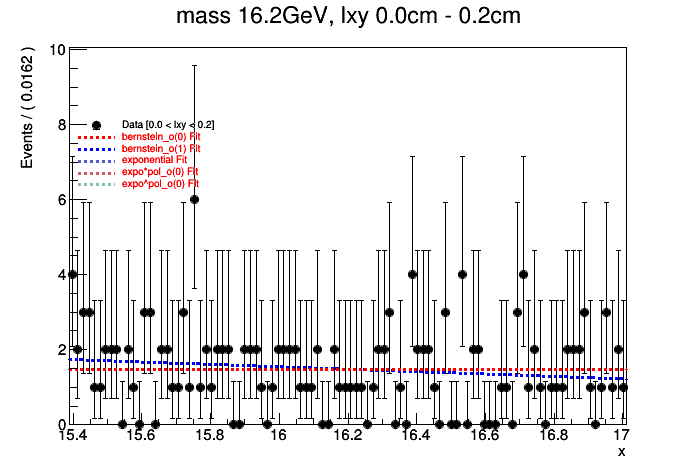 mass 16.2GeV, lxy 0.0cm - 0.2cm
Events / ( 0.0162 )
10
8
Data [0.0 < lxy < 0.2]
bernstein_o(0) Fit
bernstein_o(1) Fit
exponential Fit
expo*pol_o(0) Fit
expo^pol_o(0) Fit
6
4
2
0
15.4 15.6 15.8 16 16.2 16.4 16.6 16.8 17
x